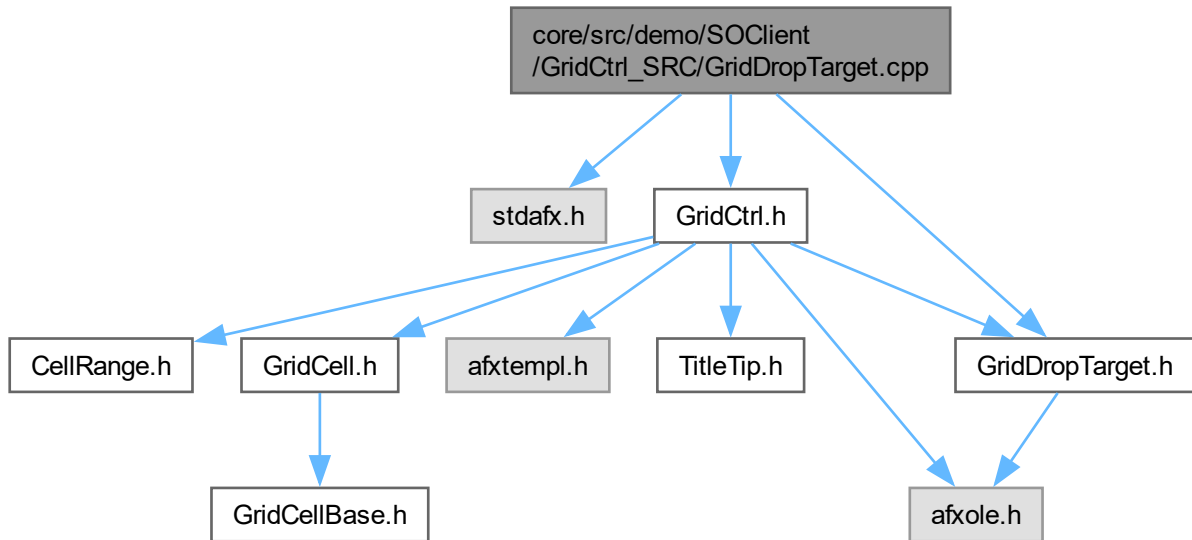 core/src/demo/SOClient
/GridCtrl_SRC/GridDropTarget.cpp
stdafx.h
GridCtrl.h
CellRange.h
GridCell.h
afxtempl.h
TitleTip.h
GridDropTarget.h
GridCellBase.h
afxole.h